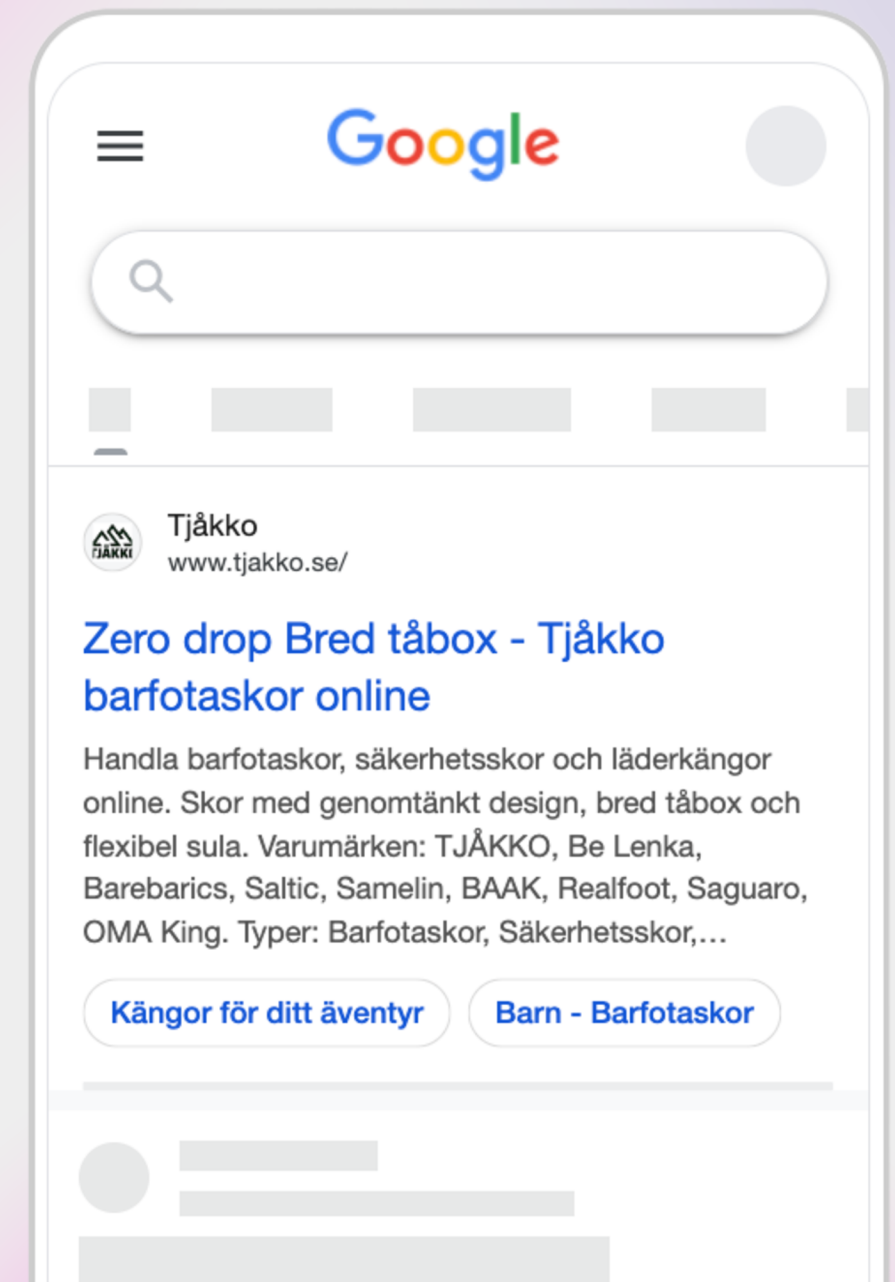 Google
TJÄKKI
Tjåkko
www.tjakko.se/
Zero drop Bred tåbox - Tjåkko
barfotaskor online
Handla barfotaskor, säkerhetsskor och läderkängor
online. Skor med genomtänkt design, bred tåbox och
flexibel sula. Varumärken: TJÅKKO, Be Lenka,
Barebarics, Saltic, Samelin, BAAK, Realfoot, Saguaro,
OMA King. Typer: Barfotaskor, Säkerhetsskor,...
Kängor för ditt äventyr
Barn - Barfotaskor